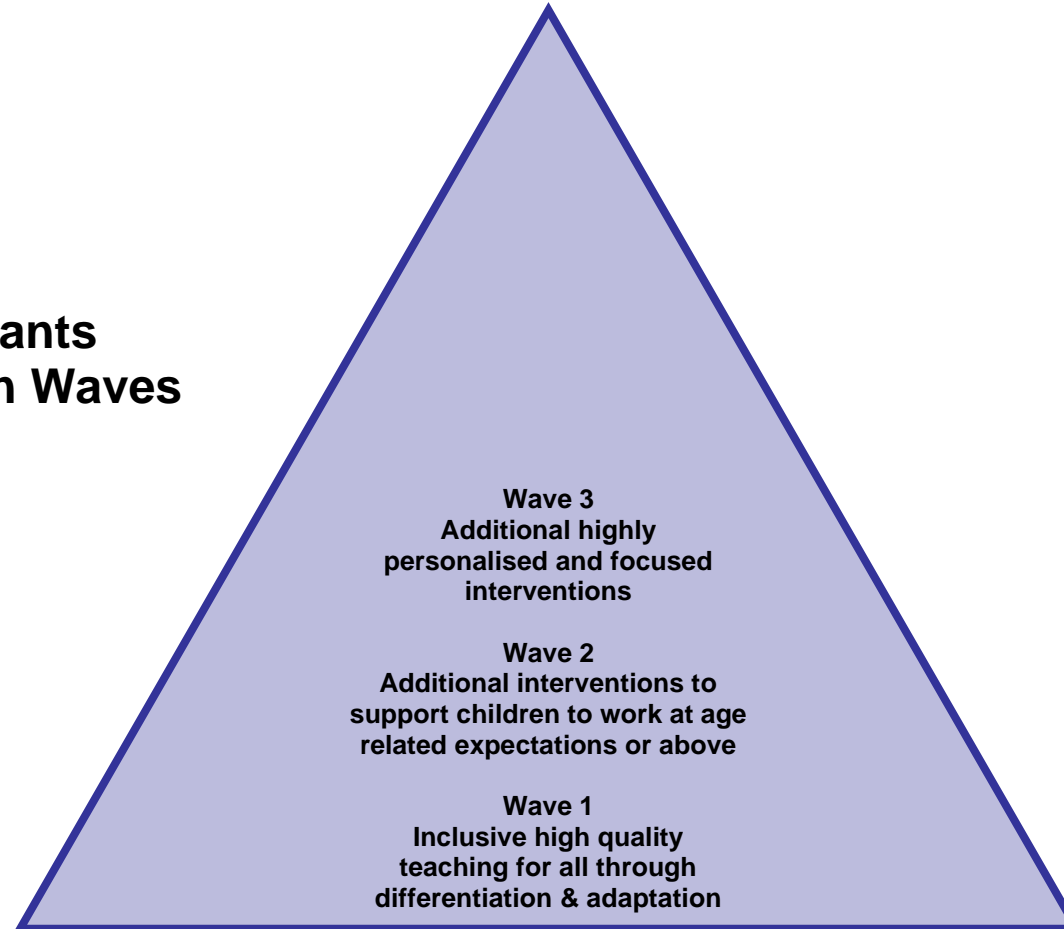 ants
n Waves
Wave 3
Additional highly
personalised and focused
interventions
Wave 2
Additional interventions to
support children to work at age
related expectations or above
Wave 1
Inclusive high quality
teaching for all through
differentiation & adaptation